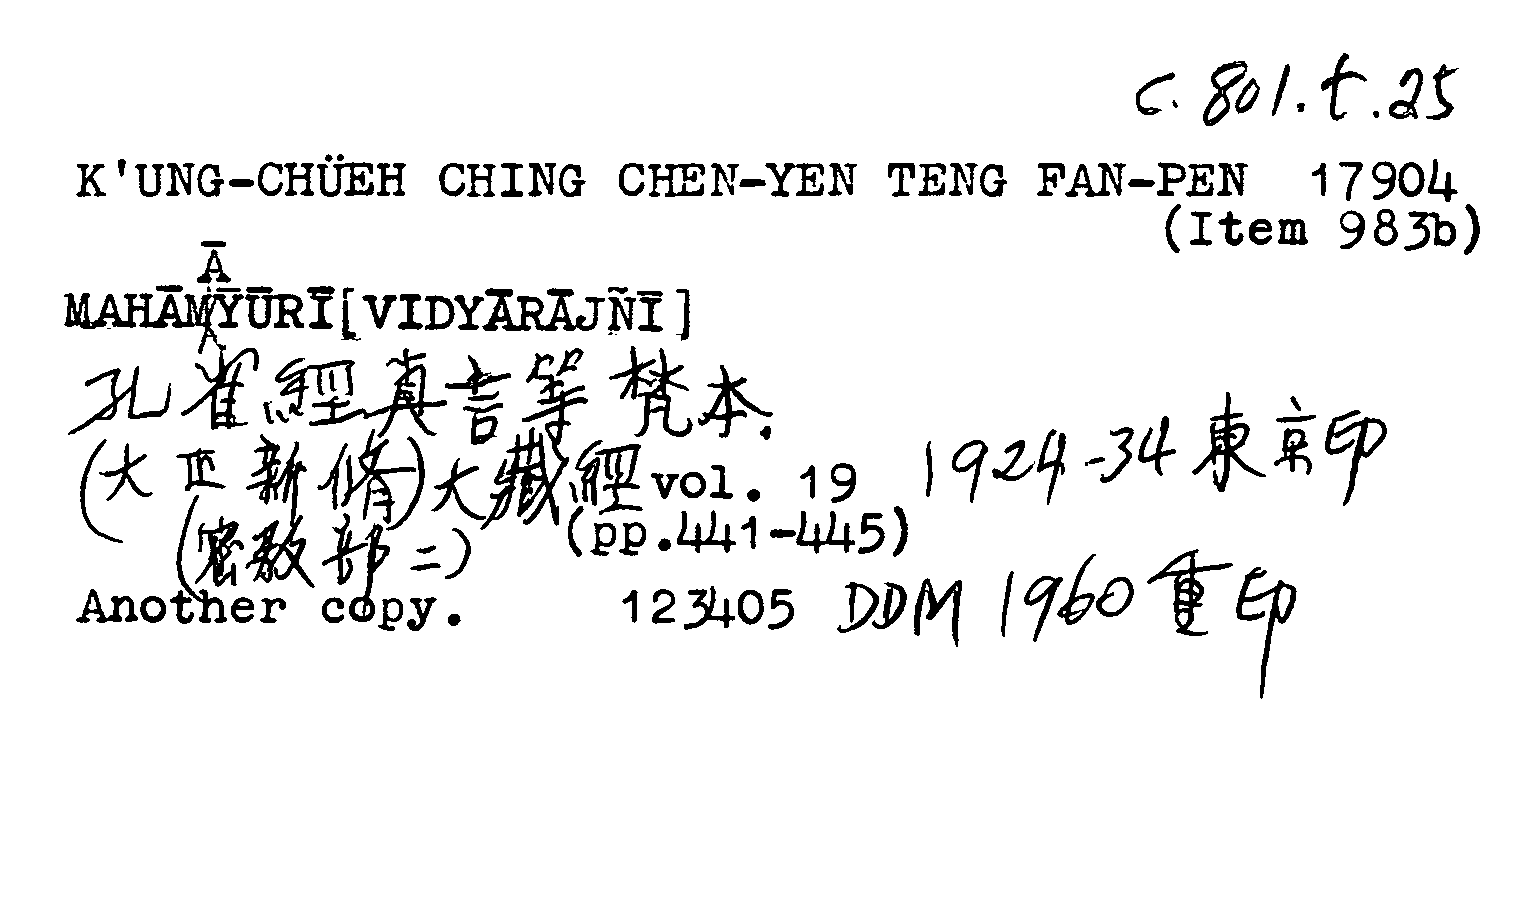 C. 801.t.25
K'UNG-CHÜEH CHING CHEN-YEN TENG FAN-PEN 17904
(Item 983b)
Ā
MAHĀMYŪRĪ[VIDYĀRĀJÑĪ]
孔雀經真言等梵本.
(大正新脩)大藏經 vol. 19 1924-34 東京印
(密教部二) (pp.441-445)
Another copy. 123405 DDM 1960 重印